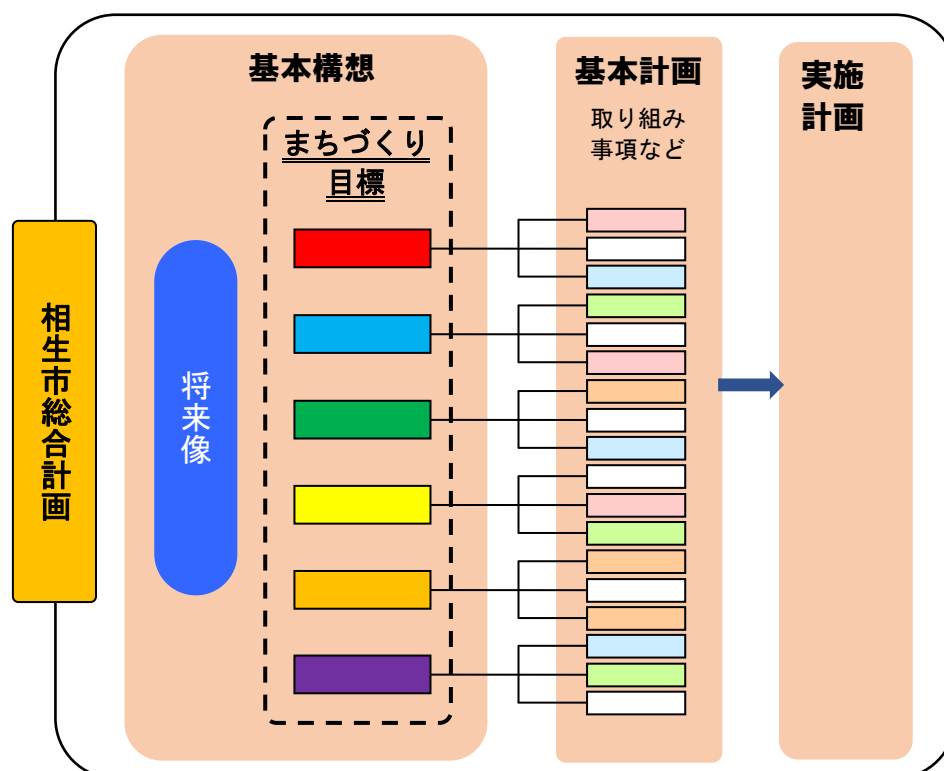 相生市総合計画
基本構想
まちづくり
目標
将来像
基本計画
取り組み
事項など
実施
計画